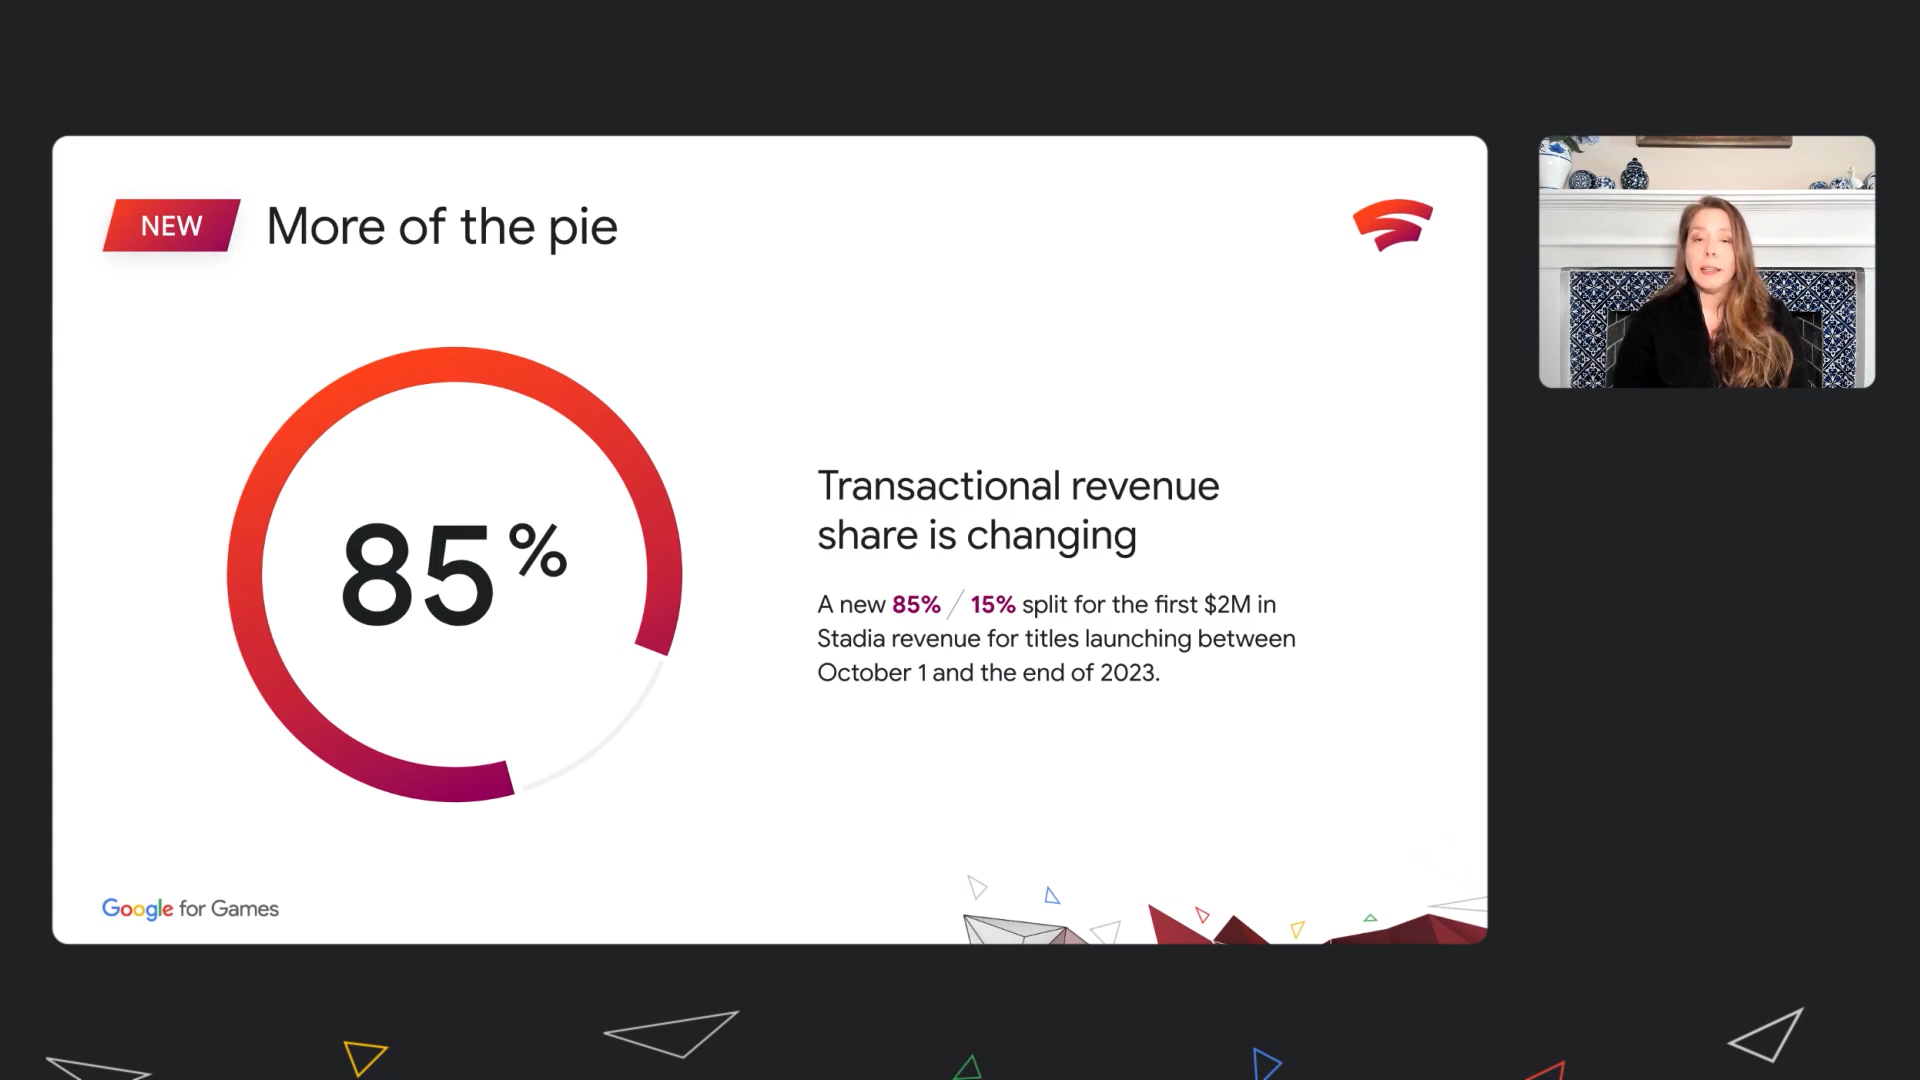 NEW More of the pie
85%
Transactional revenue
share is changing
A new 85% / 15% split for the first $2M in
Stadia revenue for titles launching between
October 1 and the end of 2023.
Google for Games